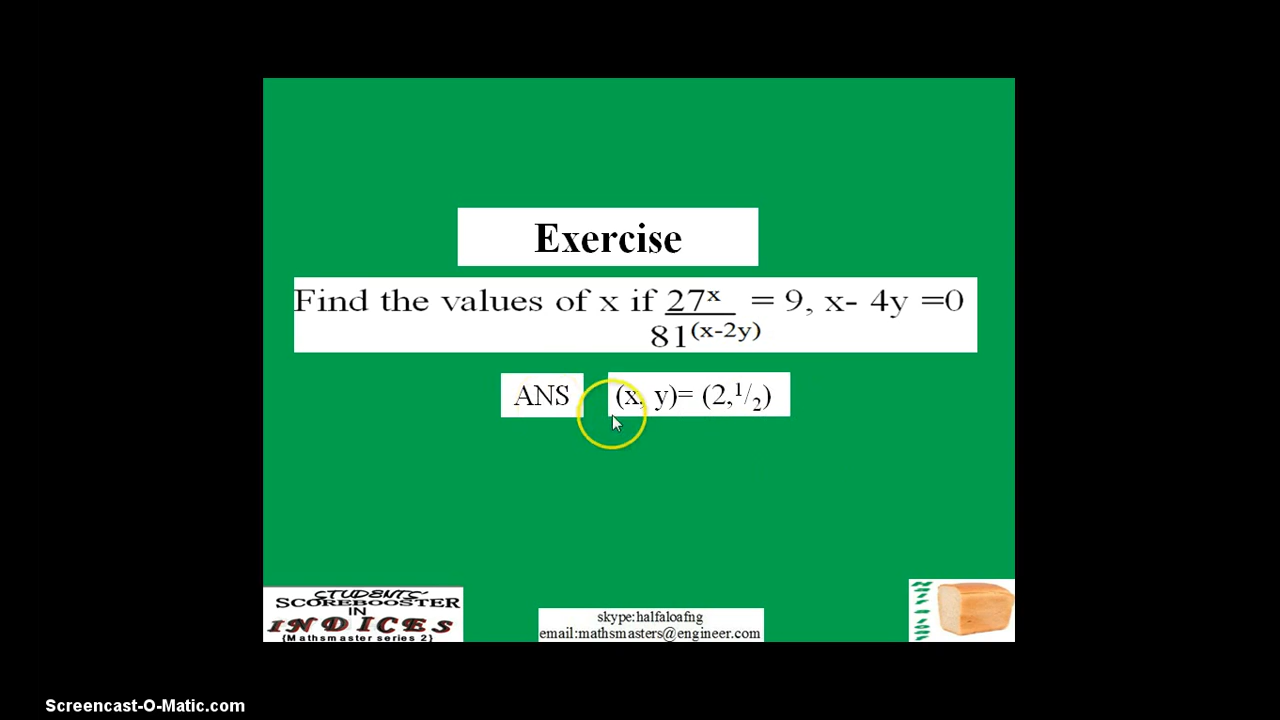 Exercise
Find the values of x if 27ˣ = 9, x- 4y =0
81⁽ˣ⁻²ʸ⁾
ANS (x, y)= (2,¹/₂)
STUDENTS'
SCOREBOOSTER
IN
INDICES
{Mathsmaster series 2}
skype:halfaloafng
email:mathsmasters@engineer.com
Screencast-O-Matic.com